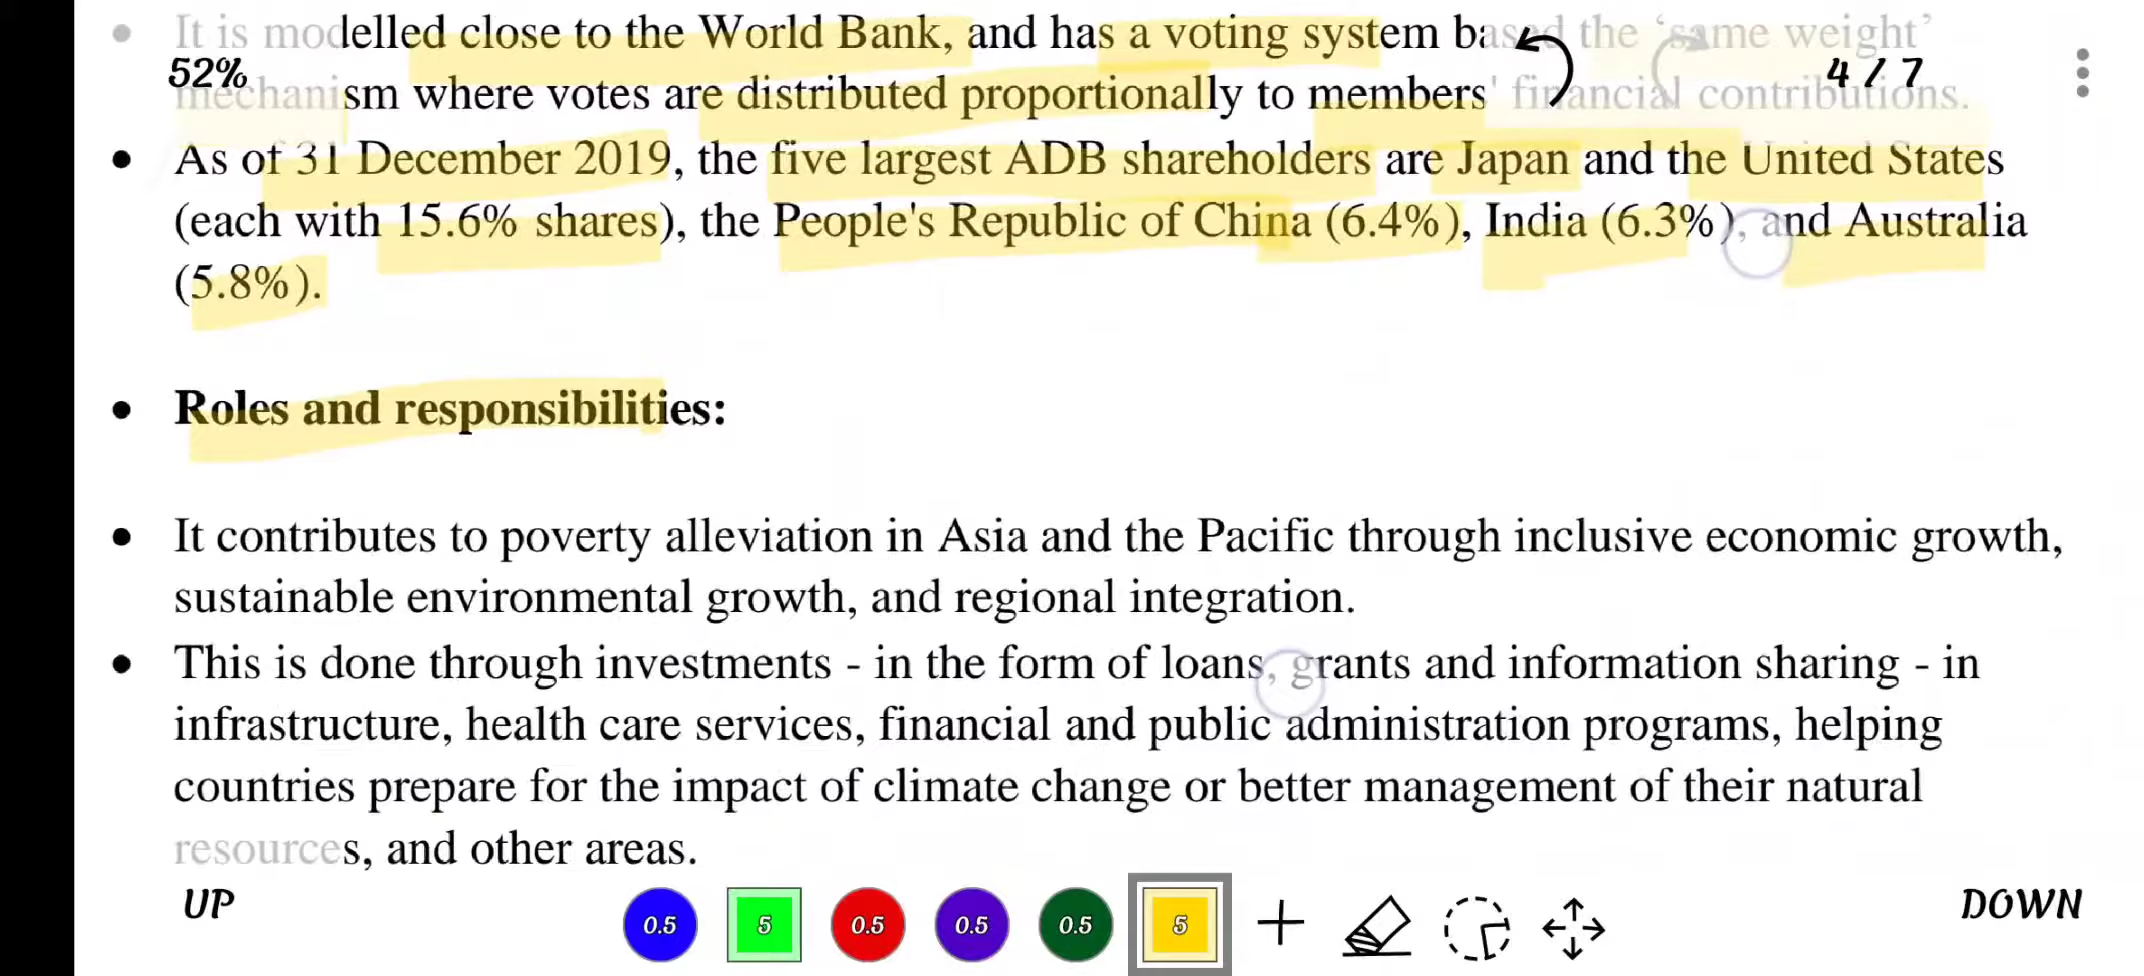 • It is modelled close to the World Bank, and has a voting system based the ‘same weight’
52%
4 / 7
mechanism where votes are distributed proportionally to members' financial contributions.
• As of 31 December 2019, the five largest ADB shareholders are Japan and the United States
(each with 15.6% shares), the People's Republic of China (6.4%), India (6.3%), and Australia
(5.8%).
• Roles and responsibilities:
• It contributes to poverty alleviation in Asia and the Pacific through inclusive economic growth,
sustainable environmental growth, and regional integration.
• This is done through investments - in the form of loans, grants and information sharing - in
infrastructure, health care services, financial and public administration programs, helping
countries prepare for the impact of climate change or better management of their natural
resources, and other areas.
UP
0.5 5 0.5 0.5 0.5 5
DOWN